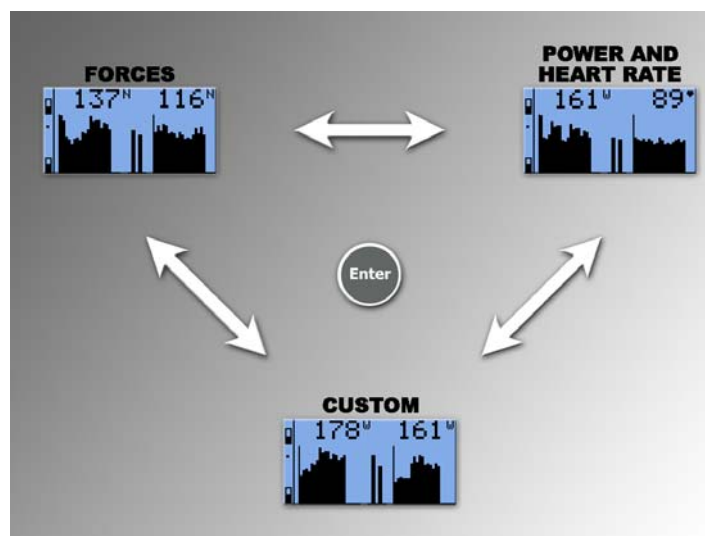 FORCES
137N 116N
POWER AND
HEART RATE
161W 89
Enter
CUSTOM
178W 161W